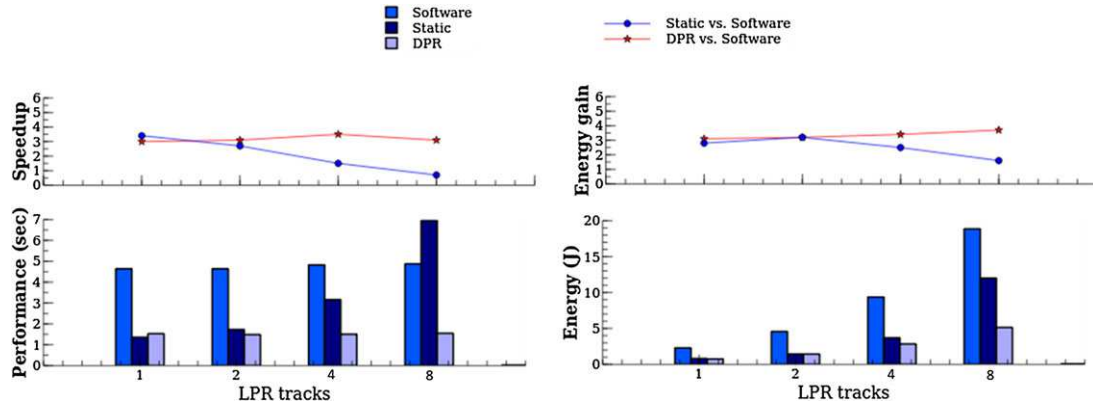 Software
Static
DPR
Static vs. Software
DPR vs. Software
Speedup
6
5
4
3
2
1
0
Energy gain
6
5
4
3
2
1
0
Performance (sec)
7
6
5
4
3
2
1
0
1 2 4 8
LPR tracks
Energy (J)
20
15
10
5
0
1 2 4 8
LPR tracks